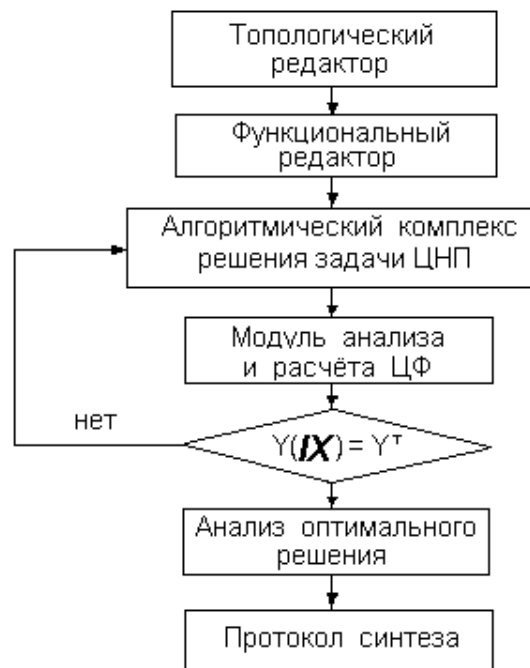 Топологический
редактор
Функциональный
редактор
Алгоритмический комплекс
решения задачи ЦНП
Модуль анализа
и расчёта ЦФ
нет
Y(IX) = Yᵀ
Анализ оптимального
решения
Протокол синтеза